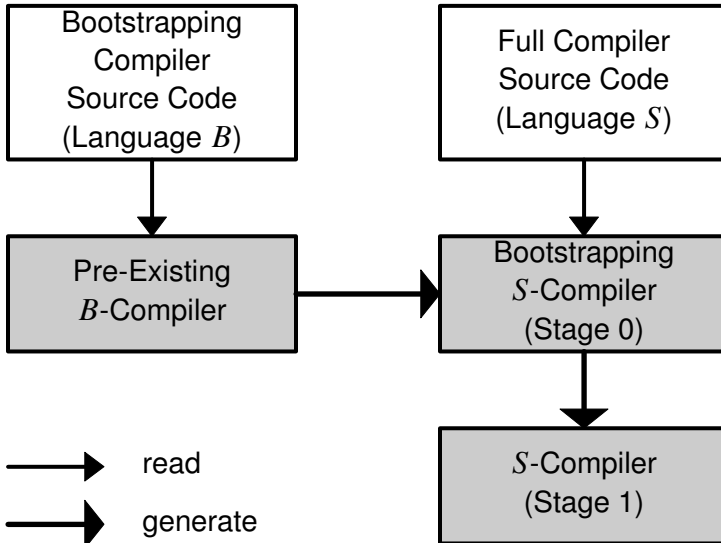 Bootstrapping
Compiler
Source Code
(Language B)
Full Compiler
Source Code
(Language S)
Pre-Existing
B-Compiler
Bootstrapping
S-Compiler
(Stage 0)
S-Compiler
(Stage 1)
read
generate